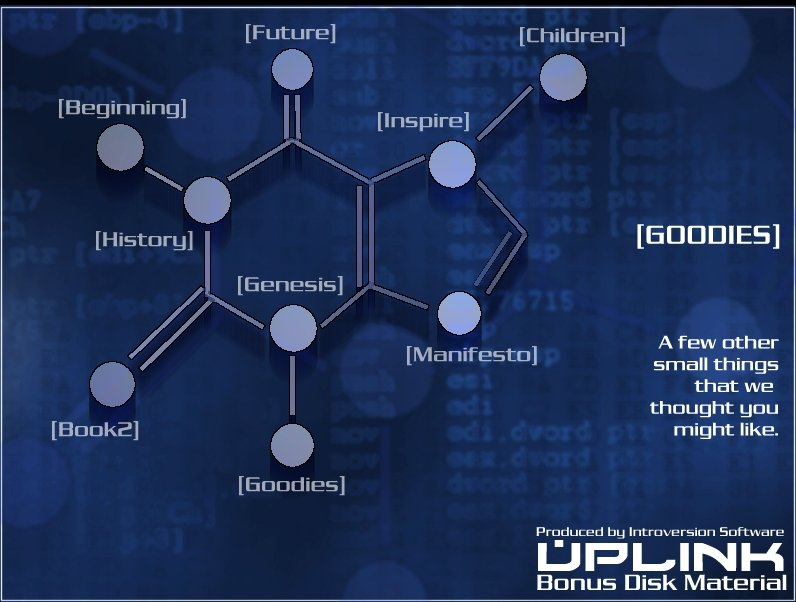 [Future]
[Children]
[Beginning]
[Inspire]
[History]
[GOODIES]
[Genesis]
A few other
small things
that we
thought you
might like.
[Manifesto]
[Book2]
[Goodies]
Produced by Introversion Software
UPLINK
Bonus Disk Material